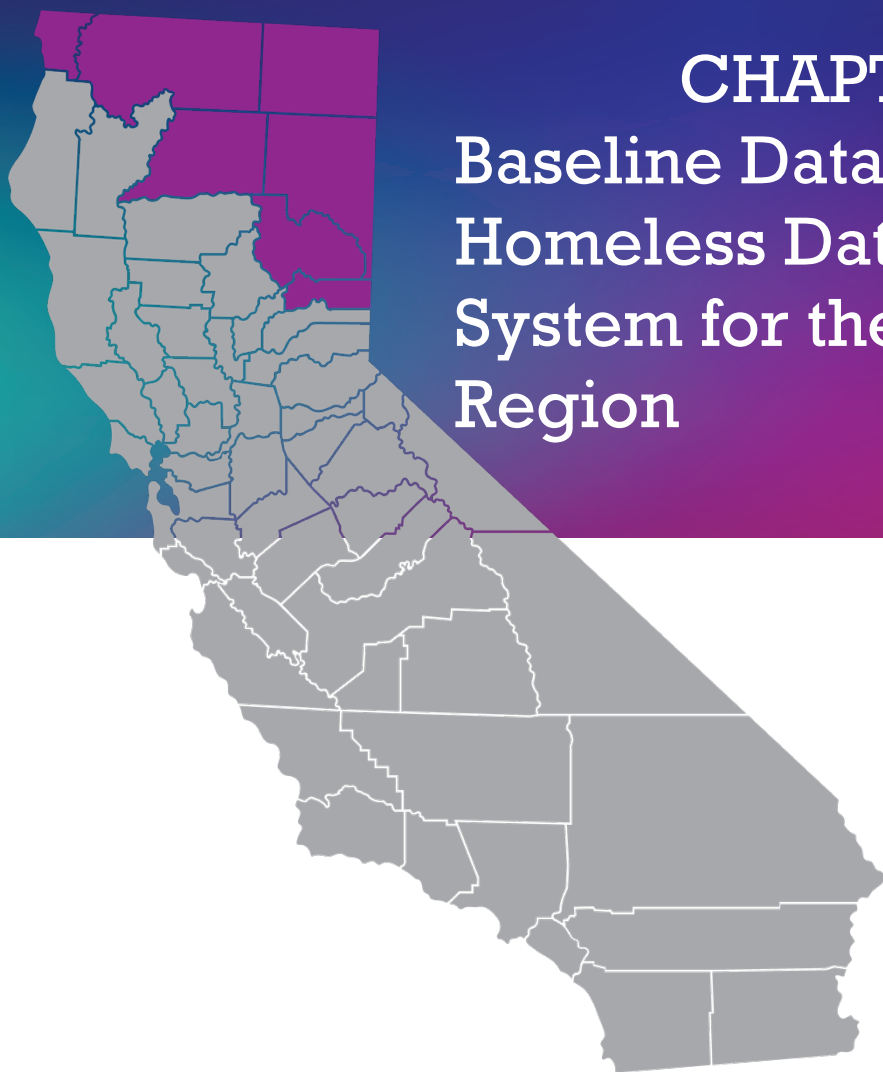 CHAPT
Baseline Data
Homeless Dat
System for the
Region